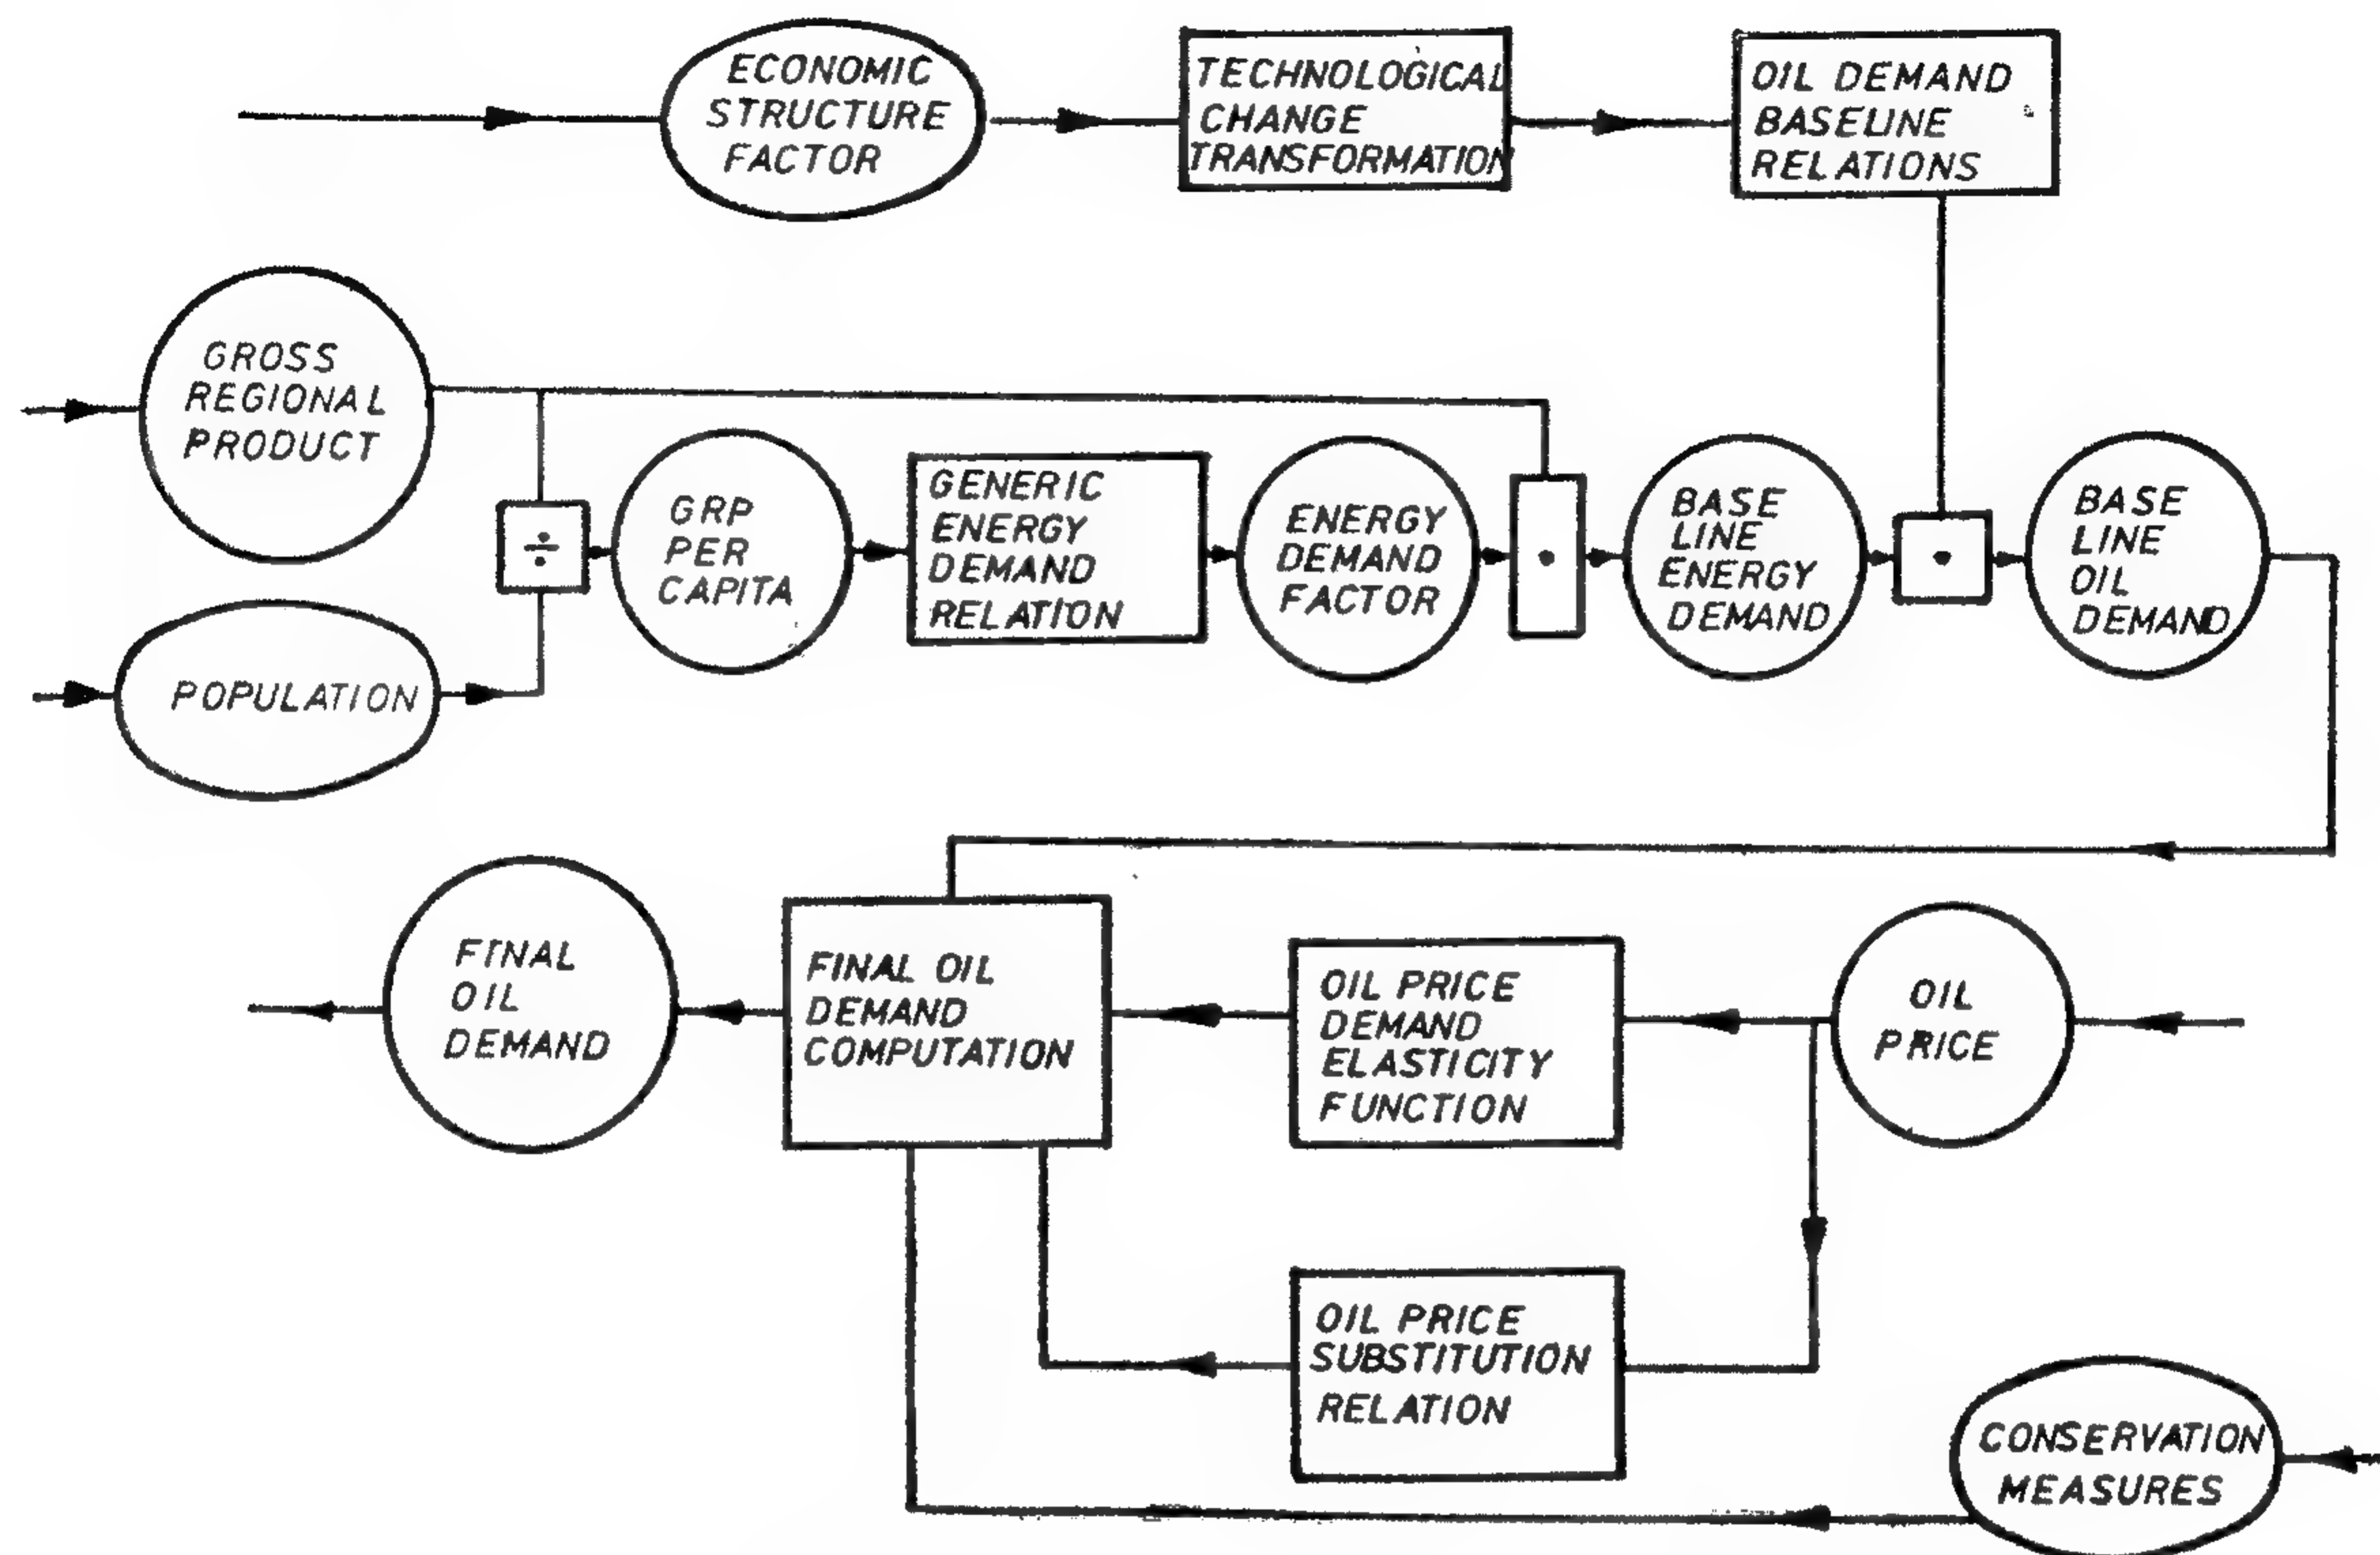 ECONOMIC
STRUCTURE
FACTOR
TECHNOLOGICAL
CHANGE
TRANSFORMATION
OIL DEMAND
BASELINE
RELATIONS
GROSS
REGIONAL
PRODUCT
POPULATION
÷
GRP
PER
CAPITA
GENERIC
ENERGY
DEMAND
RELATION
ENERGY
DEMAND
FACTOR
•
BASE
LINE
ENERGY
DEMAND
•
BASE
LINE
OIL
DEMAND
FINAL
OIL
DEMAND
FINAL OIL
DEMAND
COMPUTATION
OIL PRICE
DEMAND
ELASTICITY
FUNCTION
OIL
PRICE
OIL PRICE
SUBSTITUTION
RELATION
CONSERVATION
MEASURES